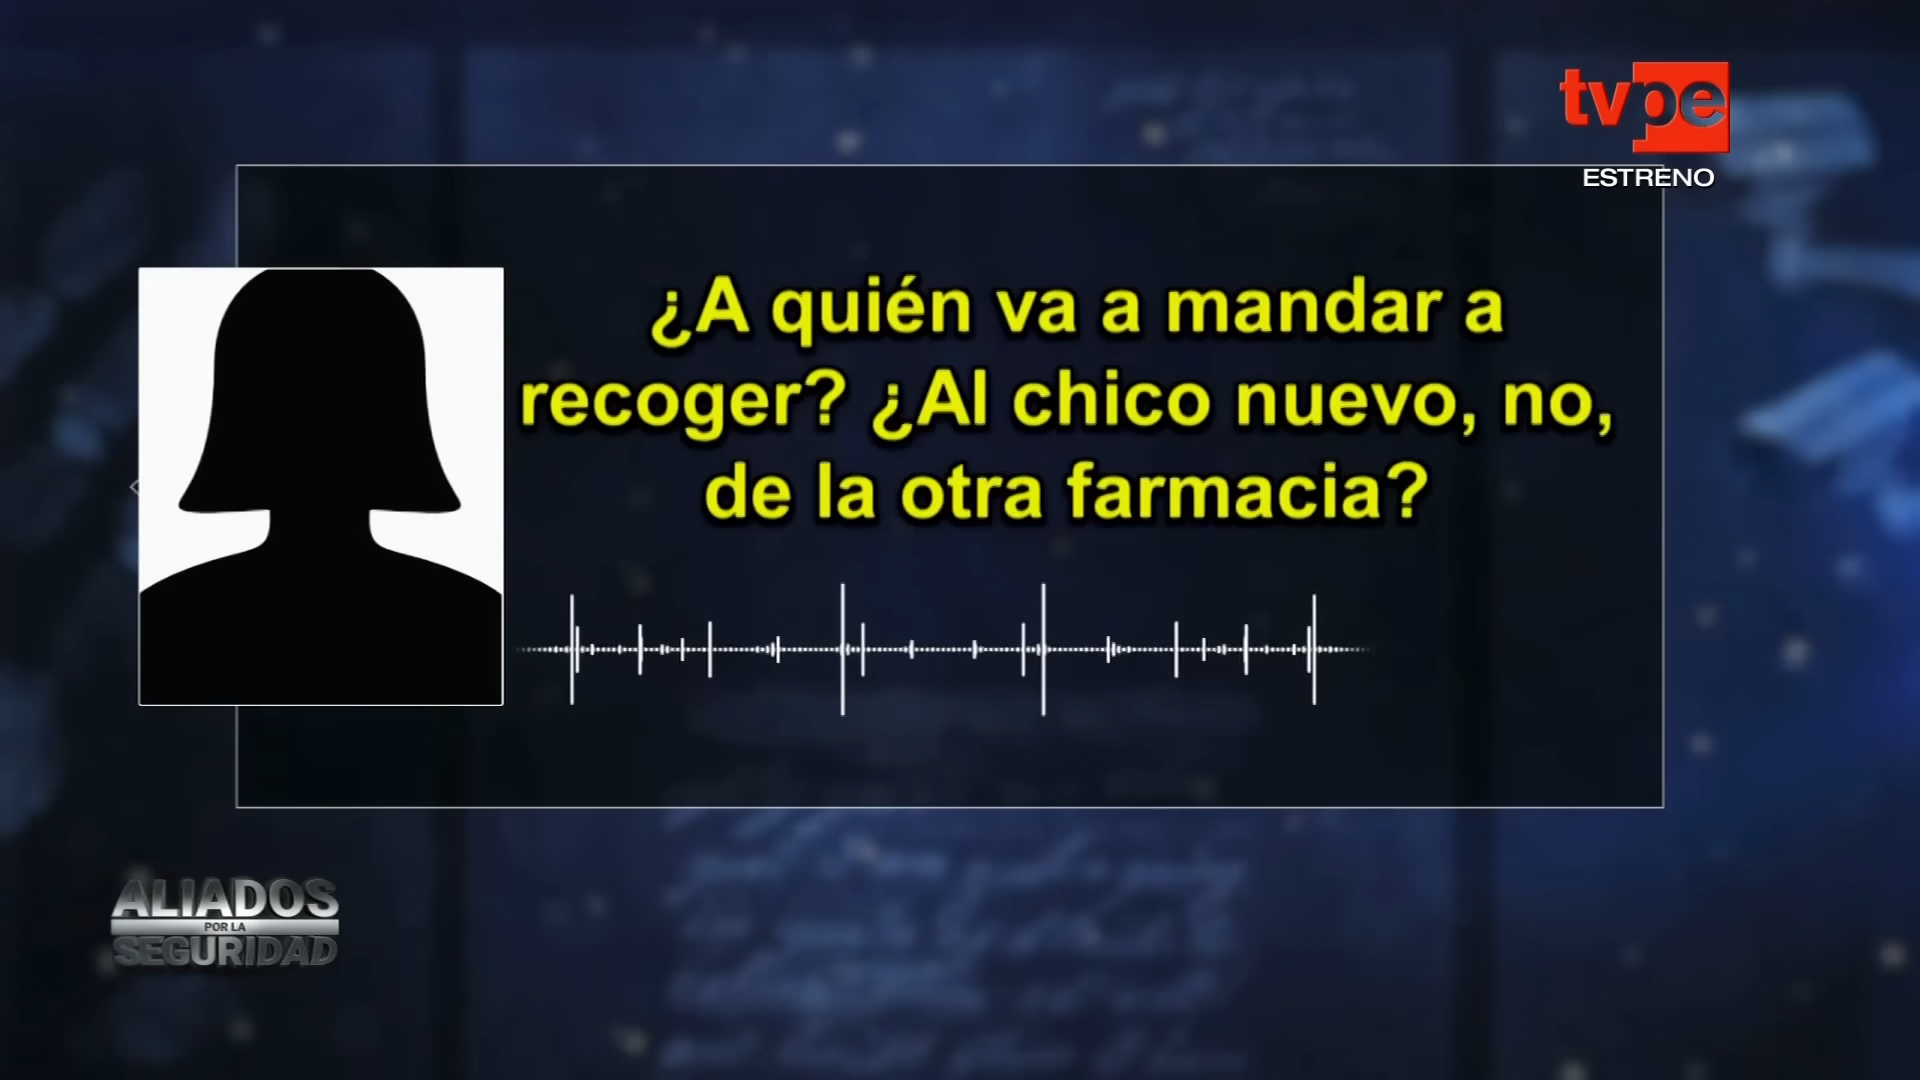 tvpe
ESTRENO
¿A quién va a mandar a
recoger? ¿Al chico nuevo, no,
de la otra farmacia?
ALIADOS
POR LA
SEGURIDAD